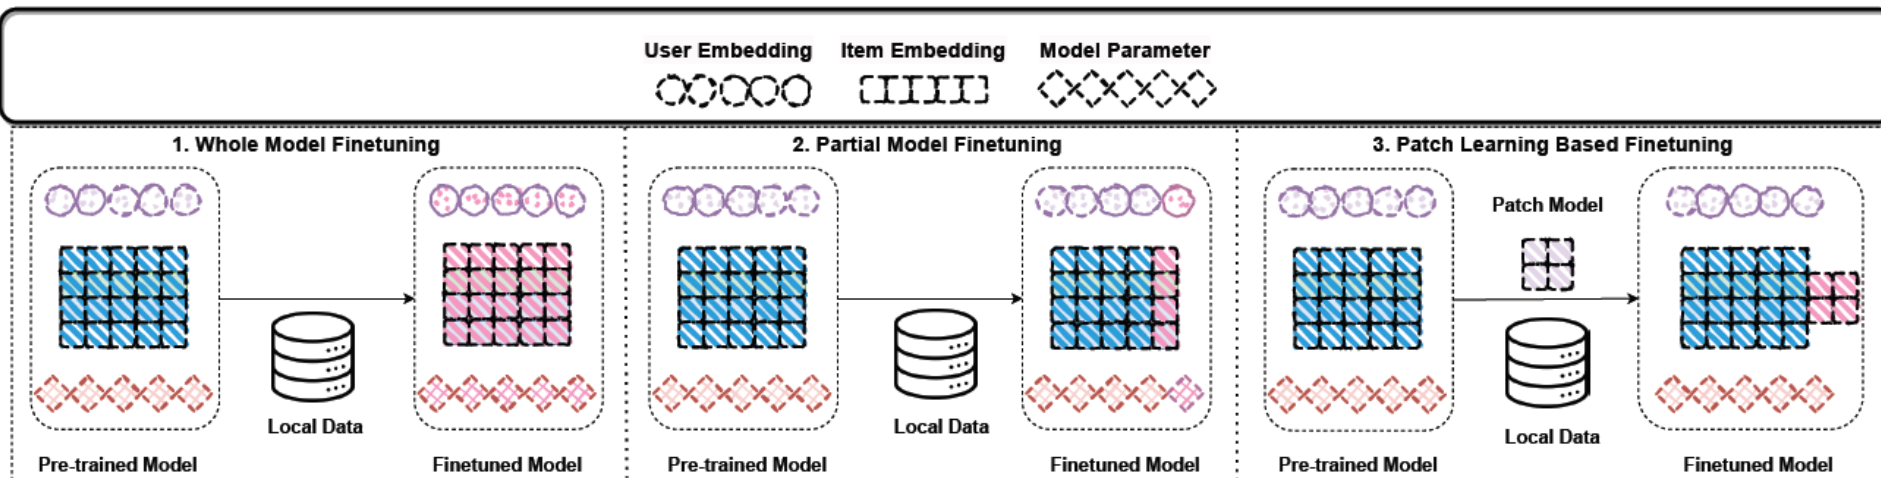 User Embedding Item Embedding Model Parameter
1. Whole Model Finetuning
Local Data
Pre-trained Model
Finetuned Model
2. Partial Model Finetuning
Local Data
Pre-trained Model
Finetuned Model
3. Patch Learning Based Finetuning
Patch Model
Local Data
Pre-trained Model
Finetuned Model